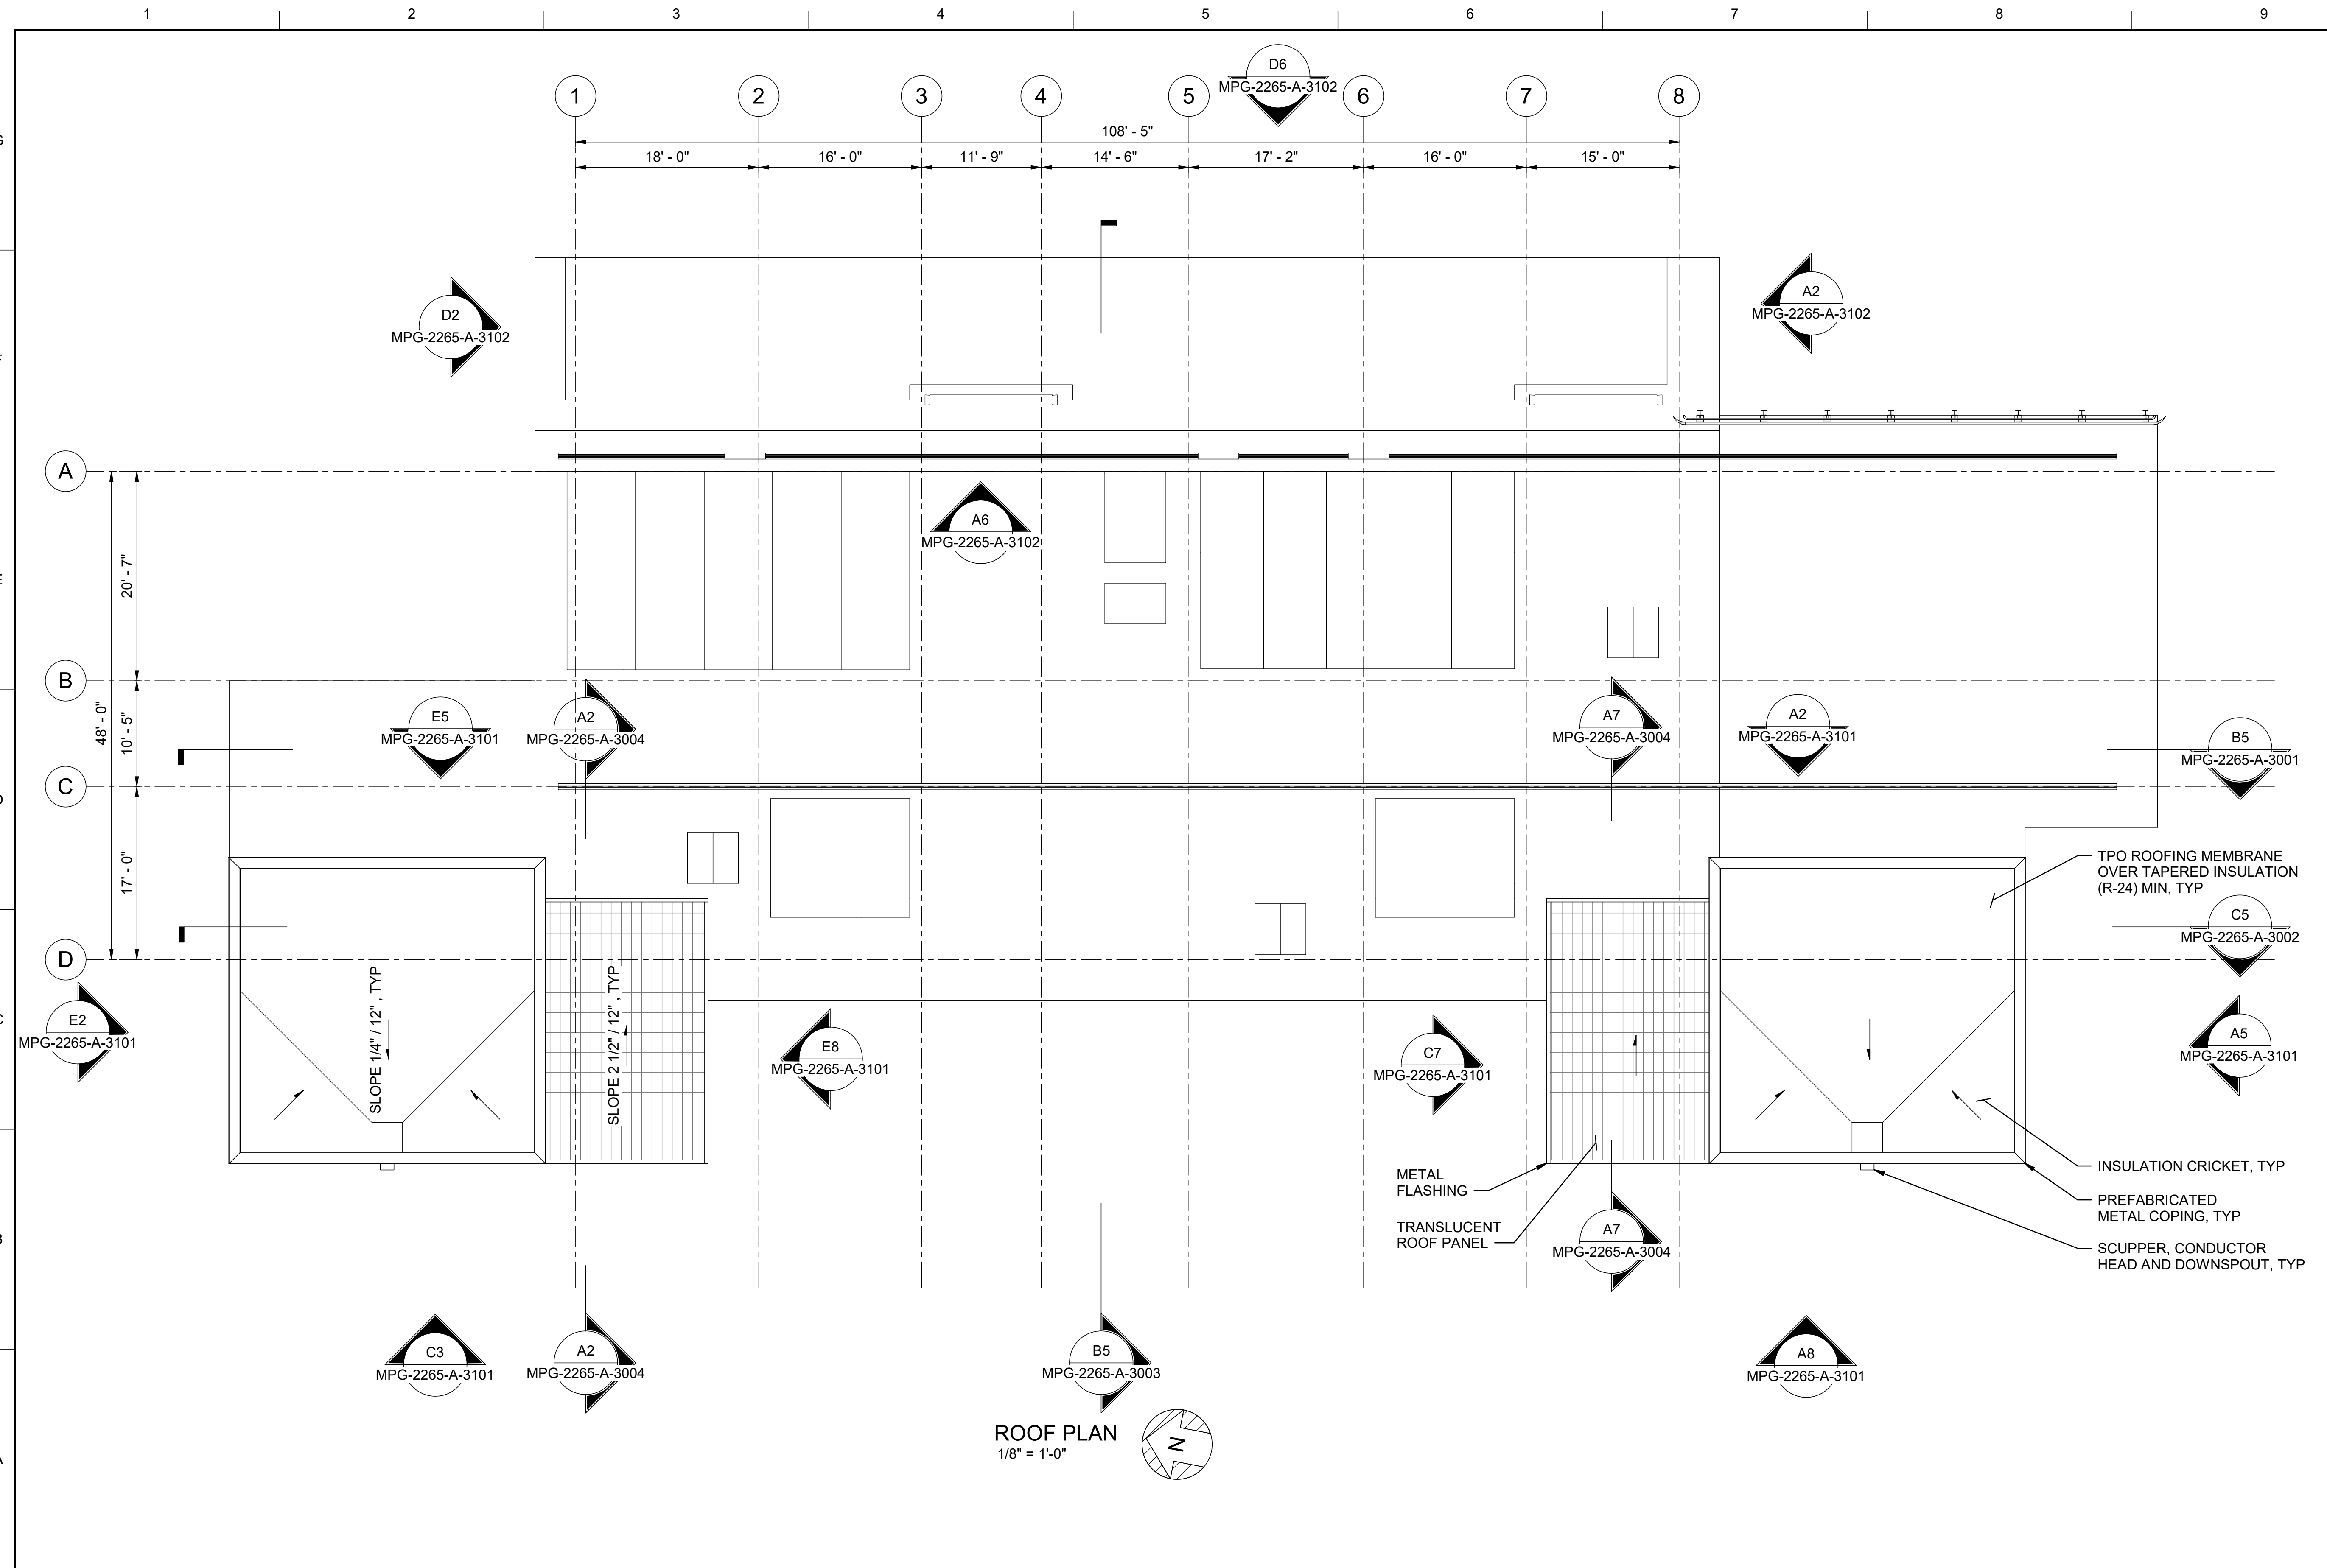 1 2 3 4 5 6 7 8 9
D6
MPG-2265-A-3102
1 2 3 4 5 6 7 8
108' - 5"
18' - 0" 16' - 0" 11' - 9" 14' - 6" 17' - 2" 16' - 0" 15' - 0"
D2
MPG-2265-A-3102
A2
MPG-2265-A-3102
A
A6
MPG-2265-A-3102
20' - 7"
E
B
48' - 0"
10' - 5"
E5
MPG-2265-A-3101
A2
MPG-2265-A-3004
A7
MPG-2265-A-3004
A2
MPG-2265-A-3101
B5
MPG-2265-A-3001
C
17' - 0"
TPO ROOFING MEMBRANE
OVER TAPERED INSULATION
(R-24) MIN, TYP
C5
MPG-2265-A-3002
D
SLOPE 1/4" / 12" , TYP
SLOPE 2 1/2" / 12" , TYP
E2
MPG-2265-A-3101
E8
MPG-2265-A-3101
C7
MPG-2265-A-3101
A5
MPG-2265-A-3101
METAL
FLASHING
TRANSLUCENT
ROOF PANEL
INSULATION CRICKET, TYP
PREFABRICATED
METAL COPING, TYP
SCUPPER, CONDUCTOR
HEAD AND DOWNSPOUT, TYP
A7
MPG-2265-A-3004
C3
MPG-2265-A-3101
A2
MPG-2265-A-3004
B5
MPG-2265-A-3003
A8
MPG-2265-A-3101
ROOF PLAN
1/8" = 1'-0"
N